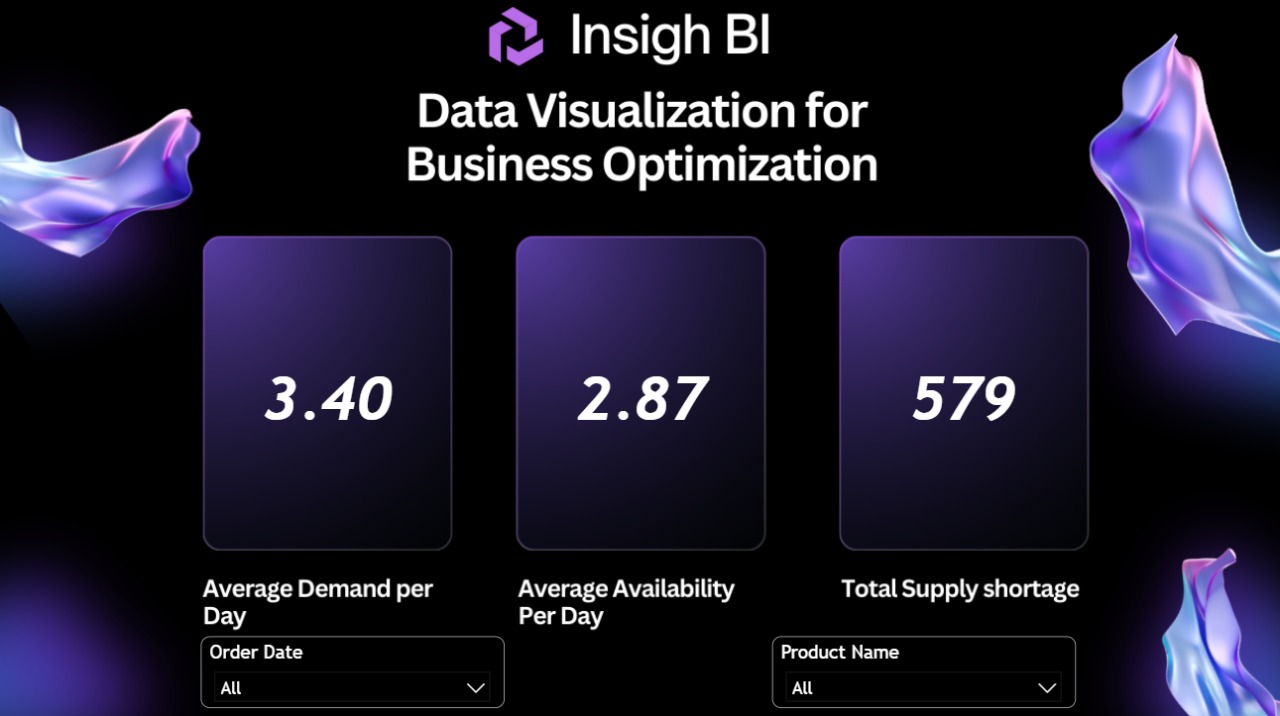 Insigh BI
Data Visualization for
Business Optimization
3.40
2.87
579
Average Demand per
Day
Average Availability
Per Day
Total Supply shortage
Order Date
All
Product Name
All